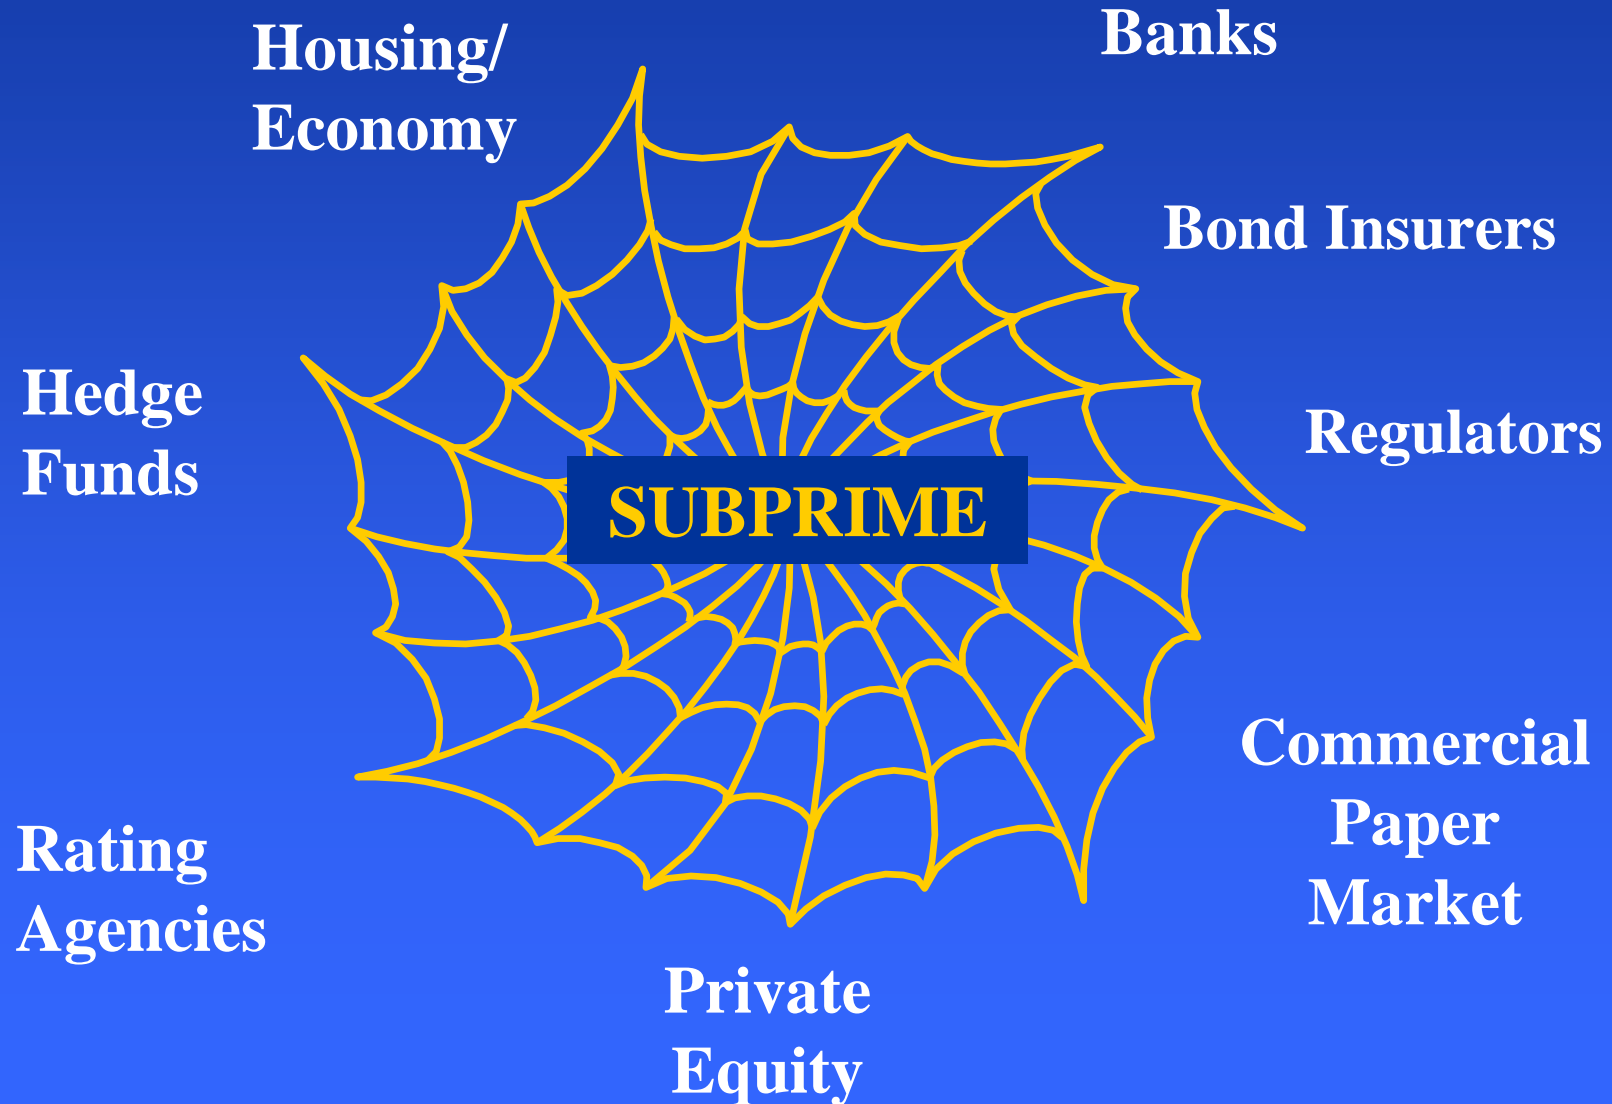 Housing/
Economy
Banks
Bond Insurers
Hedge
Funds
Regulators
SUBPRIME
Commercial
Paper
Market
Rating
Agencies
Private
Equity